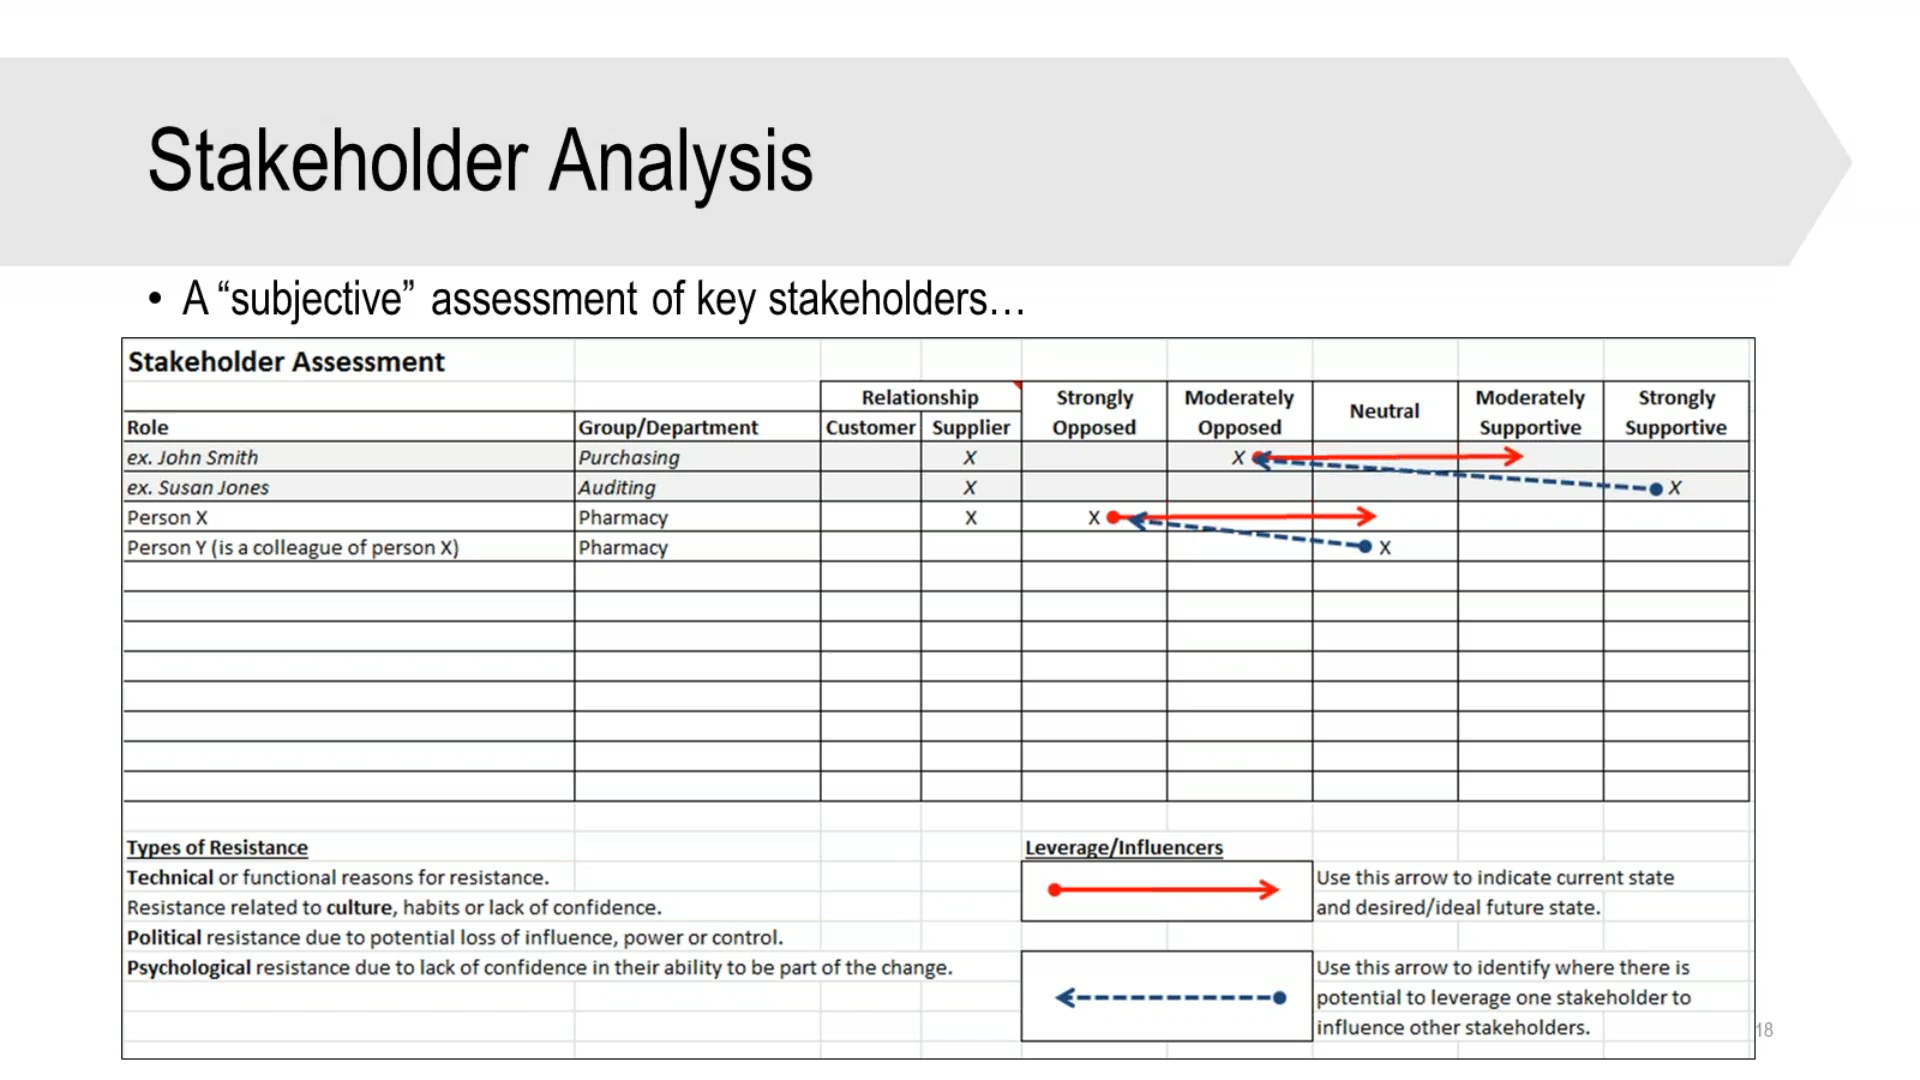 Stakeholder Analysis
• A “subjective” assessment of key stakeholders…
Stakeholder Assessment
Relationship
Strongly Opposed
Moderately Opposed
Neutral
Moderately Supportive
Strongly Supportive
Role Group/Department Customer Supplier
ex. John Smith Purchasing X X
ex. Susan Jones Auditing X X
Person X Pharmacy X X
Person Y (is a colleague of person X) Pharmacy X
Types of Resistance
Technical or functional reasons for resistance.
Resistance related to culture, habits or lack of confidence.
Political resistance due to potential loss of influence, power or control.
Psychological resistance due to lack of confidence in their ability to be part of the change.
Leverage/Influencers
Use this arrow to indicate current state
and desired/ideal future state.
Use this arrow to identify where there is
potential to leverage one stakeholder to
influence other stakeholders.
18